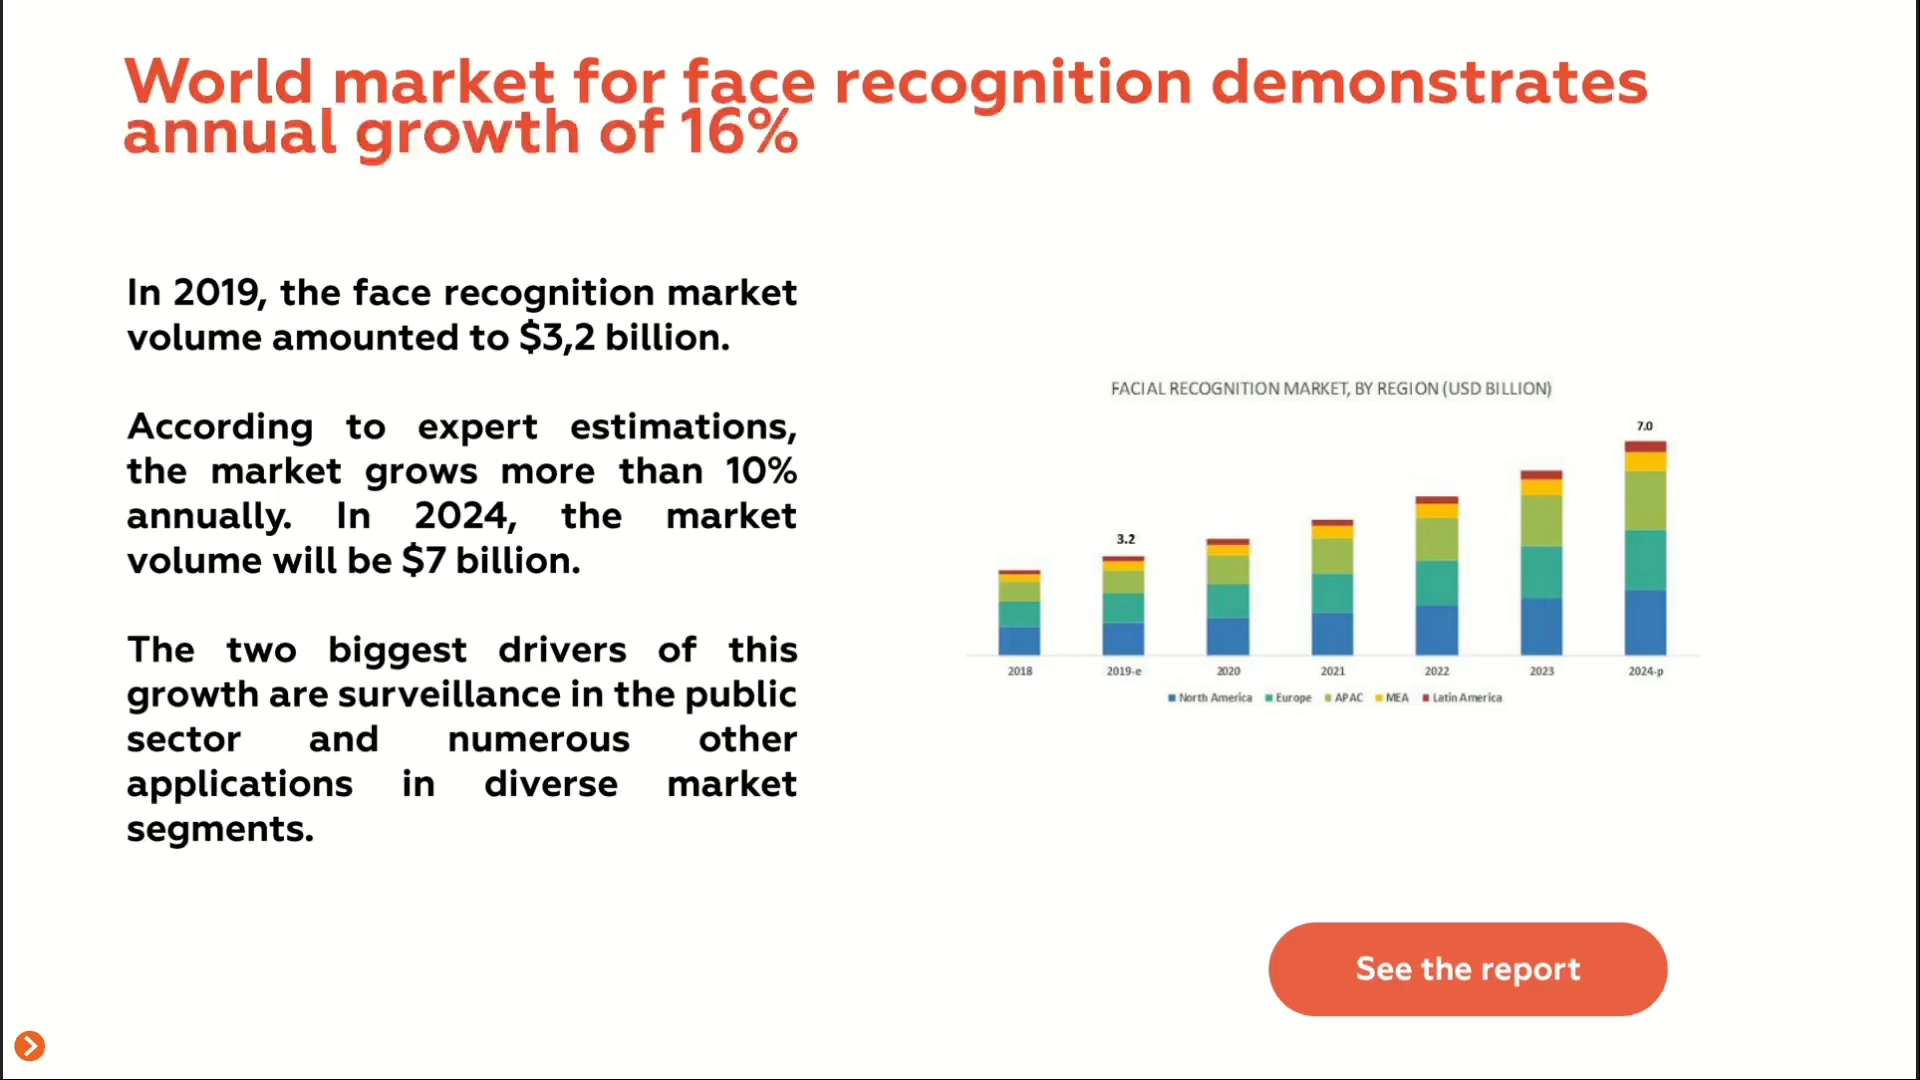 World market for face recognition demonstrates
annual growth of 16%
In 2019, the face recognition market
volume amounted to $3,2 billion.
According to expert estimations,
the market grows more than 10%
annually. In 2024, the market
volume will be $7 billion.
The two biggest drivers of this
growth are surveillance in the public
sector and numerous other
applications in diverse market
segments.
FACIAL RECOGNITION MARKET, BY REGION (USD BILLION)
7.0
3.2
2018 2019-e 2020 2021 2022 2023 2024-p
North America Europe APAC MEA Latin America
See the report